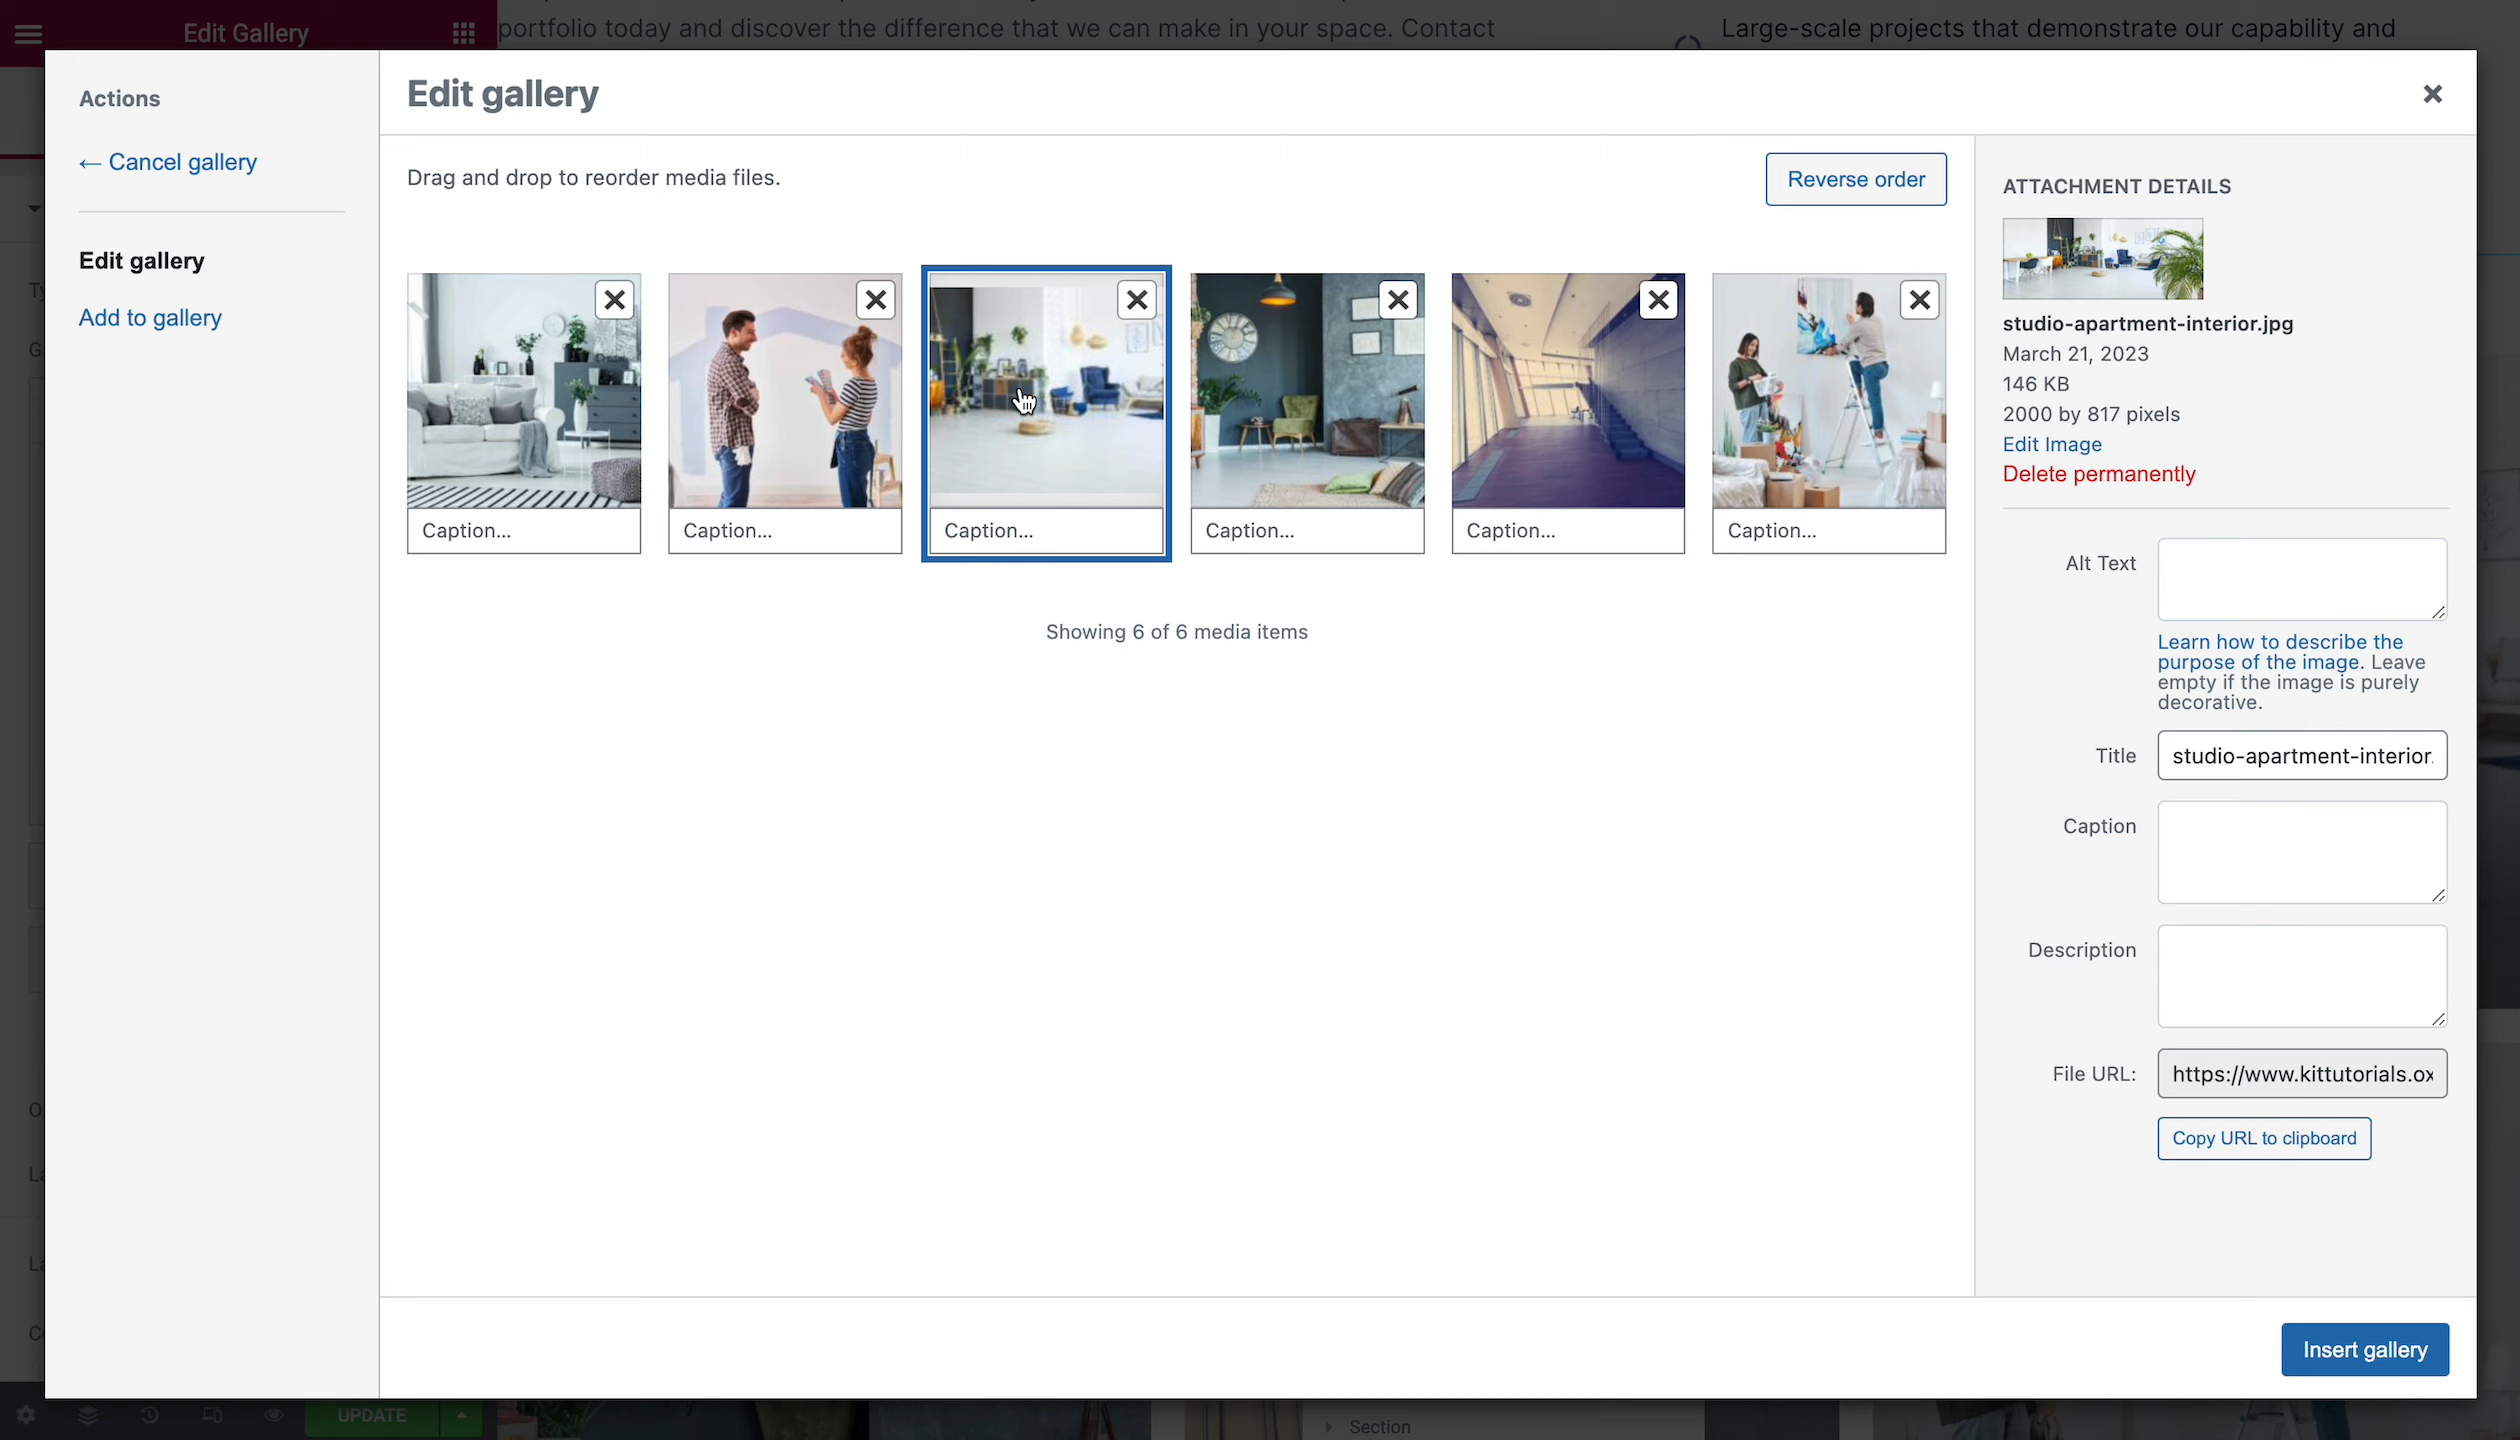 portfolio today and discover the difference that we can make in your space. Contact
Large-scale projects that demonstrate our capability and
Edit Gallery
Actions
← Cancel gallery
Edit gallery
Add to gallery
Edit gallery
Drag and drop to reorder media files.
Reverse order
Caption...
Caption...
Caption...
Caption...
Caption...
Caption...
Showing 6 of 6 media items
ATTACHMENT DETAILS
studio-apartment-interior.jpg
March 21, 2023
146 KB
2000 by 817 pixels
Edit Image
Delete permanently
Alt Text
Learn how to describe the
purpose of the image. Leave
empty if the image is purely
decorative.
Title
studio-apartment-interior.
Caption
Description
File URL:
https://www.kittutorials.ox
Copy URL to clipboard
Insert gallery
UPDATE
Section